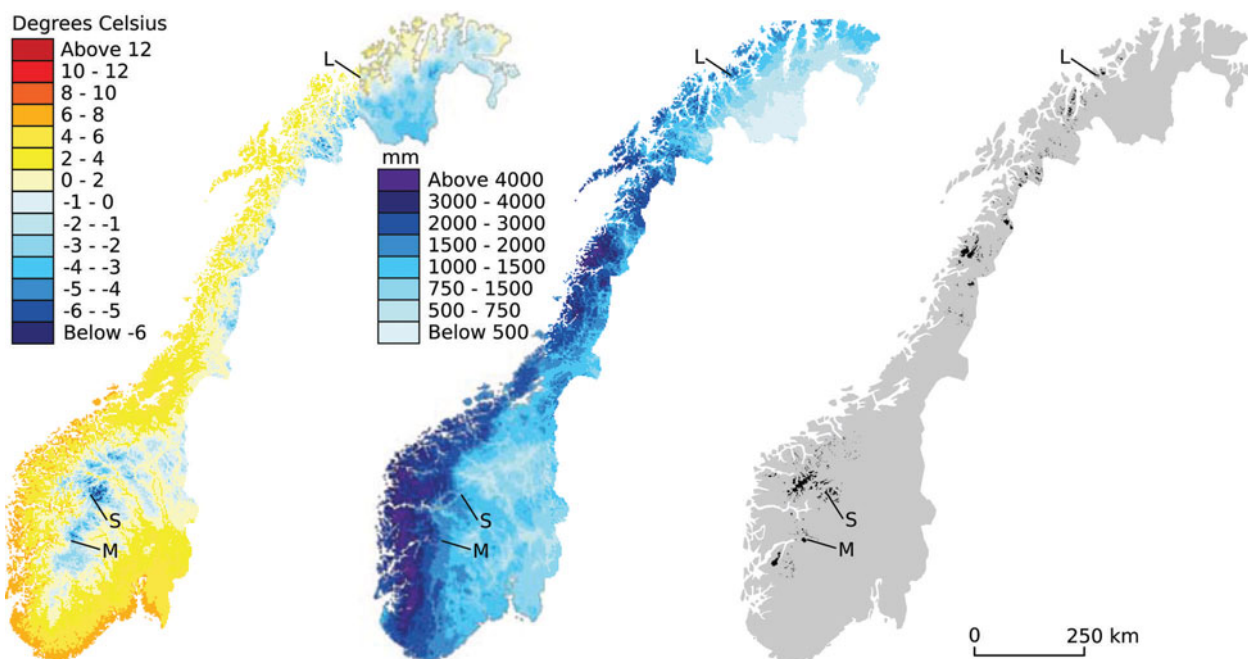 Degrees Celsius
Above 12
10 - 12
8 - 10
6 - 8
4 - 6
2 - 4
0 - 2
-1 - 0
-2 - -1
-3 - -2
-4 - -3
-5 - -4
-6 - -5
Below -6
L
S
M
mm
Above 4000
3000 - 4000
2000 - 3000
1500 - 2000
1000 - 1500
750 - 1500
500 - 750
Below 500
L
S
M
L
S
M
0 250 km